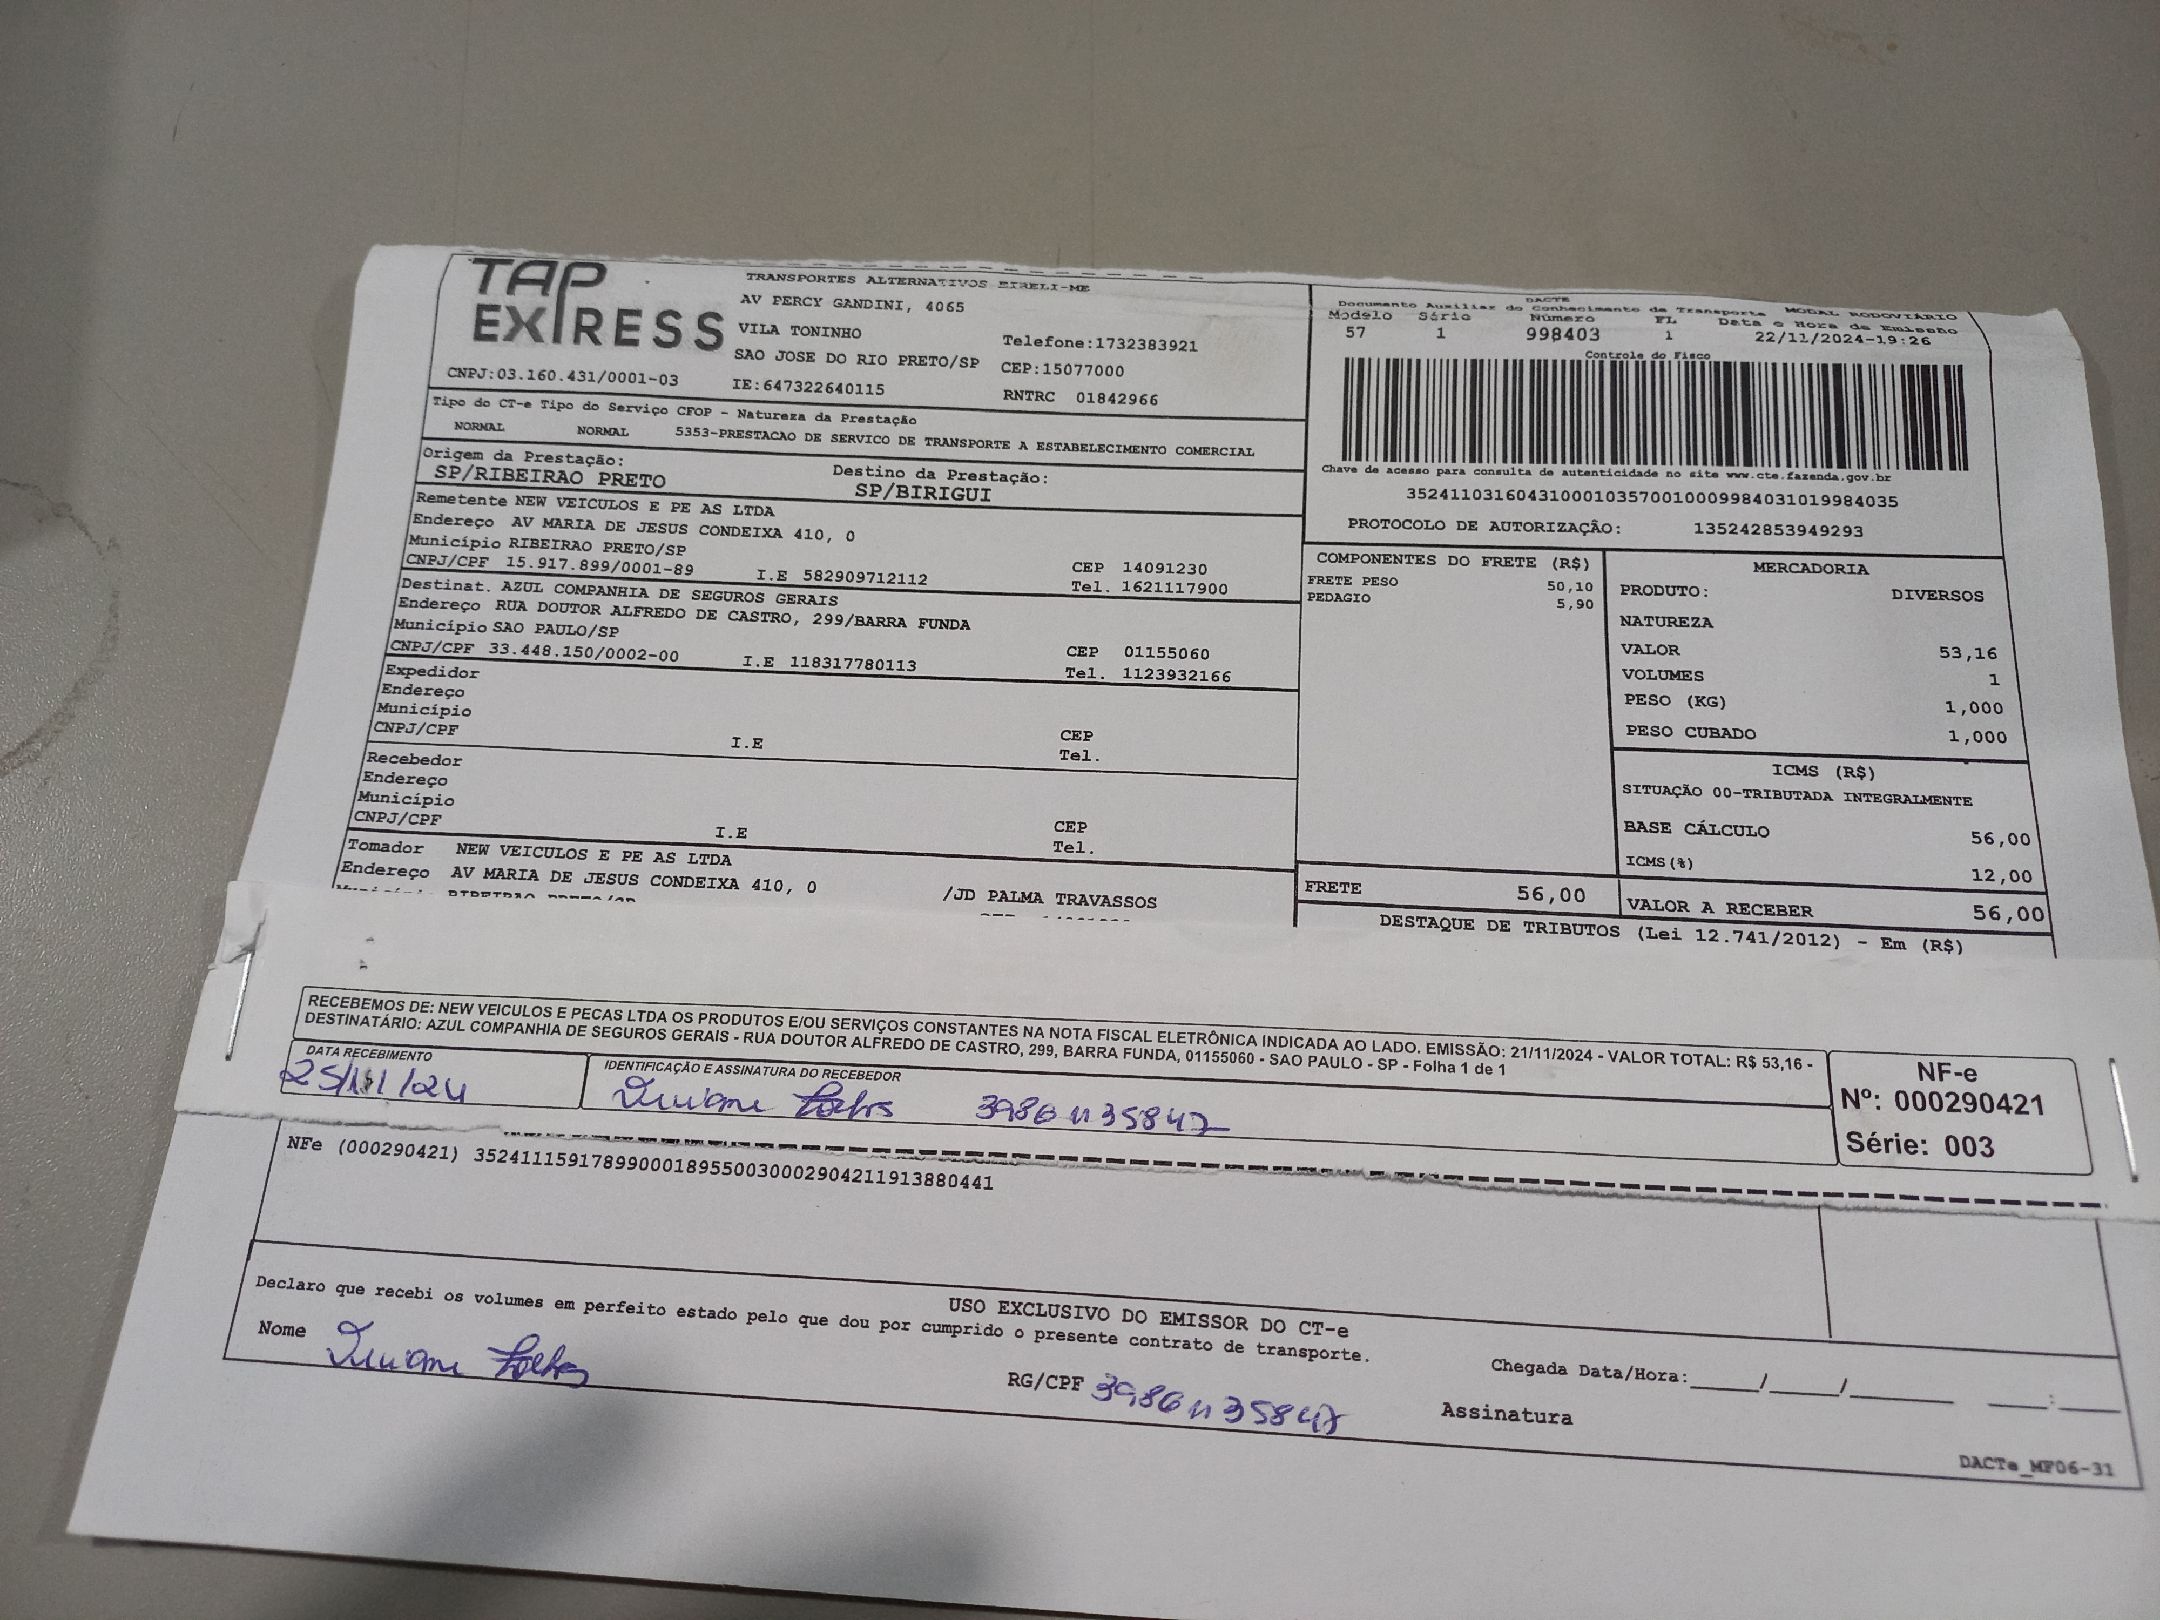 TAP EXPRESS
TRANSPORTES ALTERNATIVOS EIRELI-ME
AV PERCY GANDINI, 4065
VILA TONINHO
Telefone:1732383921
SAO JOSE DO RIO PRETO/SP CEP:15077000
CNPJ:03.160.431/0001-03 IE:647322640115 RNTRC 01842966
Tipo do CT-e Tipo do Serviço CFOP - Natureza da Prestação
NORMAL NORMAL 5353-PRESTACAO DE SERVICO DE TRANSPORTE A ESTABELECIMENTO COMERCIAL
Origem da Prestação: Destino da Prestação:
SP/RIBEIRAO PRETO SP/BIRIGUI
Remetente NEW VEICULOS E PE AS LTDA
Endereço AV MARIA DE JESUS CONDEIXA 410, 0
Município RIBEIRAO PRETO/SP CEP 14091230
CNPJ/CPF 15.917.899/0001-89 I.E 582909712112 Tel. 1621117900
Destinat. AZUL COMPANHIA DE SEGUROS GERAIS
Endereço RUA DOUTOR ALFREDO DE CASTRO, 299/BARRA FUNDA
Município SAO PAULO/SP CEP 01155060
CNPJ/CPF 33.448.150/0002-00 I.E 118317780113 Tel. 1123932166
Expedidor
Endereço
Município CEP
CNPJ/CPF I.E Tel.
Recebedor
Endereço
Município CEP
CNPJ/CPF I.E Tel.
Tomador NEW VEICULOS E PE AS LTDA
Endereço AV MARIA DE JESUS CONDEIXA 410, 0 /JD PALMA TRAVASSOS
DACTE
Documento Auxiliar do Conhecimento de Transporte MODAL RODOVIÁRIO
Modelo Série Número FL Data e Hora de Emissão
57 1 998403 1 22/11/2024-19:26
Controle do Fisco
Chave de acesso para consulta de autenticidade no site www.cte.fazenda.gov.br
35241103160431000103570010009984031019984035
PROTOCOLO DE AUTORIZAÇÃO: 135242853949293
COMPONENTES DO FRETE (R$)
FRETE PESO 50,10
PEDAGIO 5,90
MERCADORIA
PRODUTO: DIVERSOS
NATUREZA
VALOR 53,16
VOLUMES 1
PESO (KG) 1,000
PESO CUBADO 1,000
ICMS (R$)
SITUAÇÃO 00-TRIBUTADA INTEGRALMENTE
BASE CÁLCULO 56,00
ICMS(%) 12,00
FRETE 56,00 VALOR A RECEBER 56,00
DESTAQUE DE TRIBUTOS (Lei 12.741/2012) - Em (R$)
RECEBEMOS DE: NEW VEICULOS E PECAS LTDA OS PRODUTOS E/OU SERVIÇOS CONSTANTES NA NOTA FISCAL ELETRÔNICA INDICADA AO LADO. EMISSÃO: 21/11/2024 - VALOR TOTAL: R$ 53,16 -
DESTINATÁRIO: AZUL COMPANHIA DE SEGUROS GERAIS - RUA DOUTOR ALFREDO DE CASTRO, 299, BARRA FUNDA, 01155060 - SAO PAULO - SP - Folha 1 de 1
DATA RECEBIMENTO IDENTIFICAÇÃO E ASSINATURA DO RECEBEDOR
25/11/24 39861135847
NF-e
Nº: 000290421
Série: 003
NFe (000290421) 35241115917899000189550030002904211913880441
USO EXCLUSIVO DO EMISSOR DO CT-e
Declaro que recebi os volumes em perfeito estado pelo que dou por cumprido o presente contrato de transporte.
Nome RG/CPF 39861135847
Chegada Data/Hora:_____/_____/_______ ____:____
Assinatura
DACTe_MF06-31